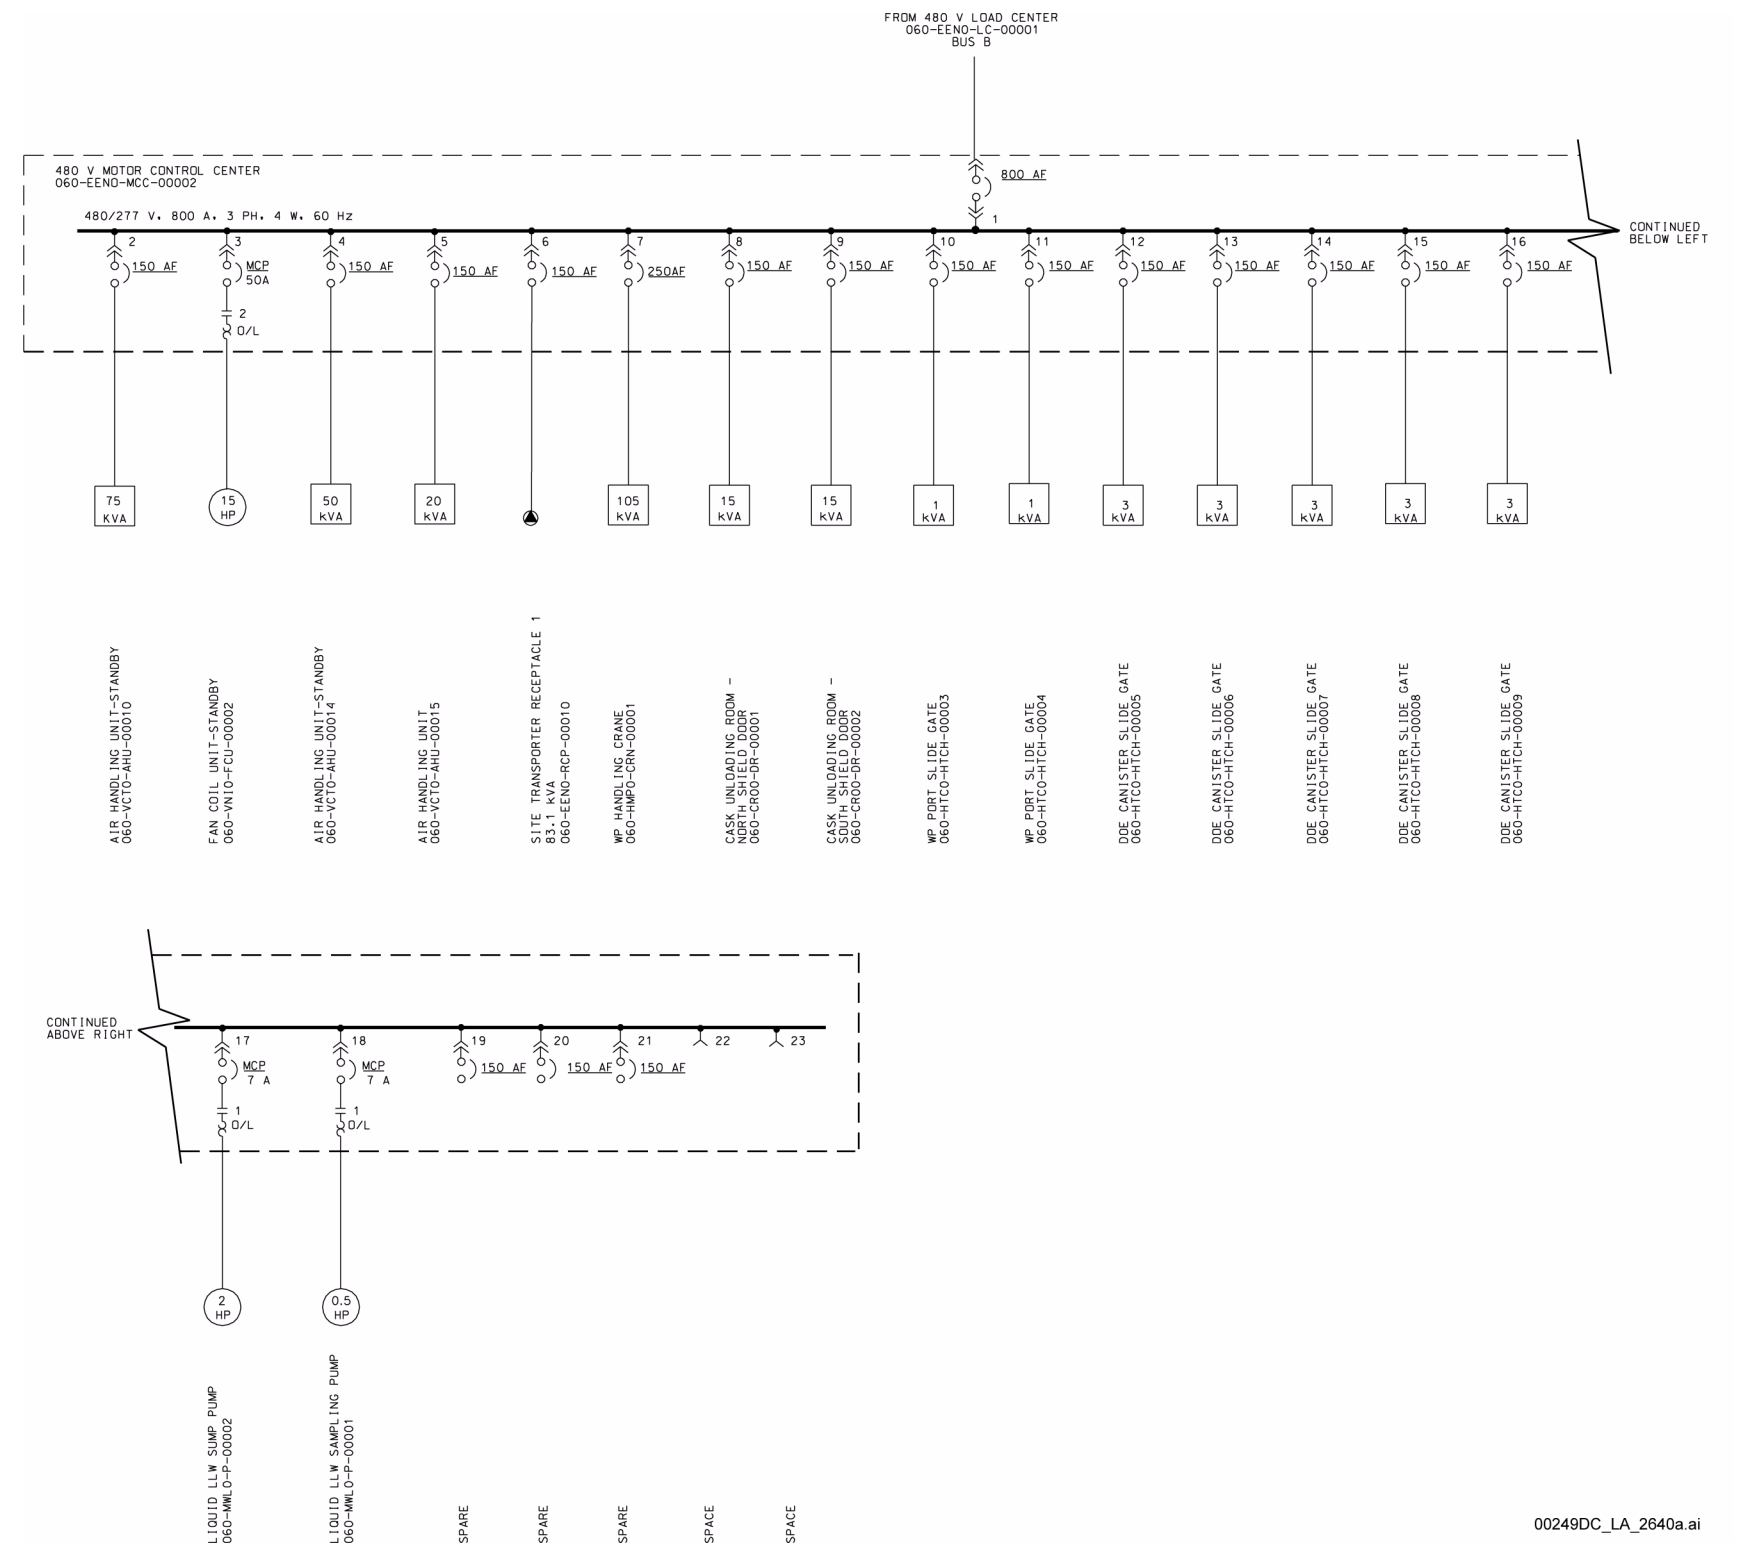 FROM 480 V LOAD CENTER
060-EEN0-LC-00001
BUS B
480 V MOTOR CONTROL CENTER
060-EEN0-MCC-00002
800 AF
480/277 V, 800 A, 3 PH, 4 W, 60 Hz
1
CONTINUED
BELOW LEFT
2
150 AF
3
MCP
50A
2
O/L
4
150 AF
5
150 AF
6
150 AF
7
250AF
8
150 AF
9
150 AF
10
150 AF
11
150 AF
12
150 AF
13
150 AF
14
150 AF
15
150 AF
16
150 AF
75
KVA
15
HP
50
kVA
20
kVA
105
kVA
15
kVA
15
kVA
1
kVA
1
kVA
3
kVA
3
kVA
3
kVA
3
kVA
3
kVA
AIR HANDLING UNIT-STANDBY
060-VCT0-AHU-00010
FAN COIL UNIT-STANDBY
060-VNI0-FCU-00002
AIR HANDLING UNIT-STANDBY
060-VCT0-AHU-00014
AIR HANDLING UNIT
060-VCT0-AHU-00015
SITE TRANSPORTER RECEPTACLE 1
83.1 kVA
060-EEN0-RCP-00010
WP HANDLING CRANE
060-HMP0-CRN-00001
CASK UNLOADING ROOM -
NORTH SHIELD DOOR
060-CR00-DR-00001
CASK UNLOADING ROOM -
SOUTH SHIELD DOOR
060-CR00-DR-00002
WP PORT SLIDE GATE
060-HTC0-HTCH-00003
WP PORT SLIDE GATE
060-HTC0-HTCH-00004
DOE CANISTER SLIDE GATE
060-HTC0-HTCH-00005
DOE CANISTER SLIDE GATE
060-HTC0-HTCH-00006
DOE CANISTER SLIDE GATE
060-HTC0-HTCH-00007
DOE CANISTER SLIDE GATE
060-HTC0-HTCH-00008
DOE CANISTER SLIDE GATE
060-HTC0-HTCH-00009
CONTINUED
ABOVE RIGHT
17
MCP
7 A
1
O/L
18
MCP
7 A
1
O/L
19
150 AF
20
150 AF
21
150 AF
22
23
2
HP
0.5
HP
LIQUID LLW SUMP PUMP
060-MWL0-P-00002
LIQUID LLW SAMPLING PUMP
060-MWL0-P-00001
SPARE
SPARE
SPARE
SPACE
SPACE
00249DC_LA_2640a.ai